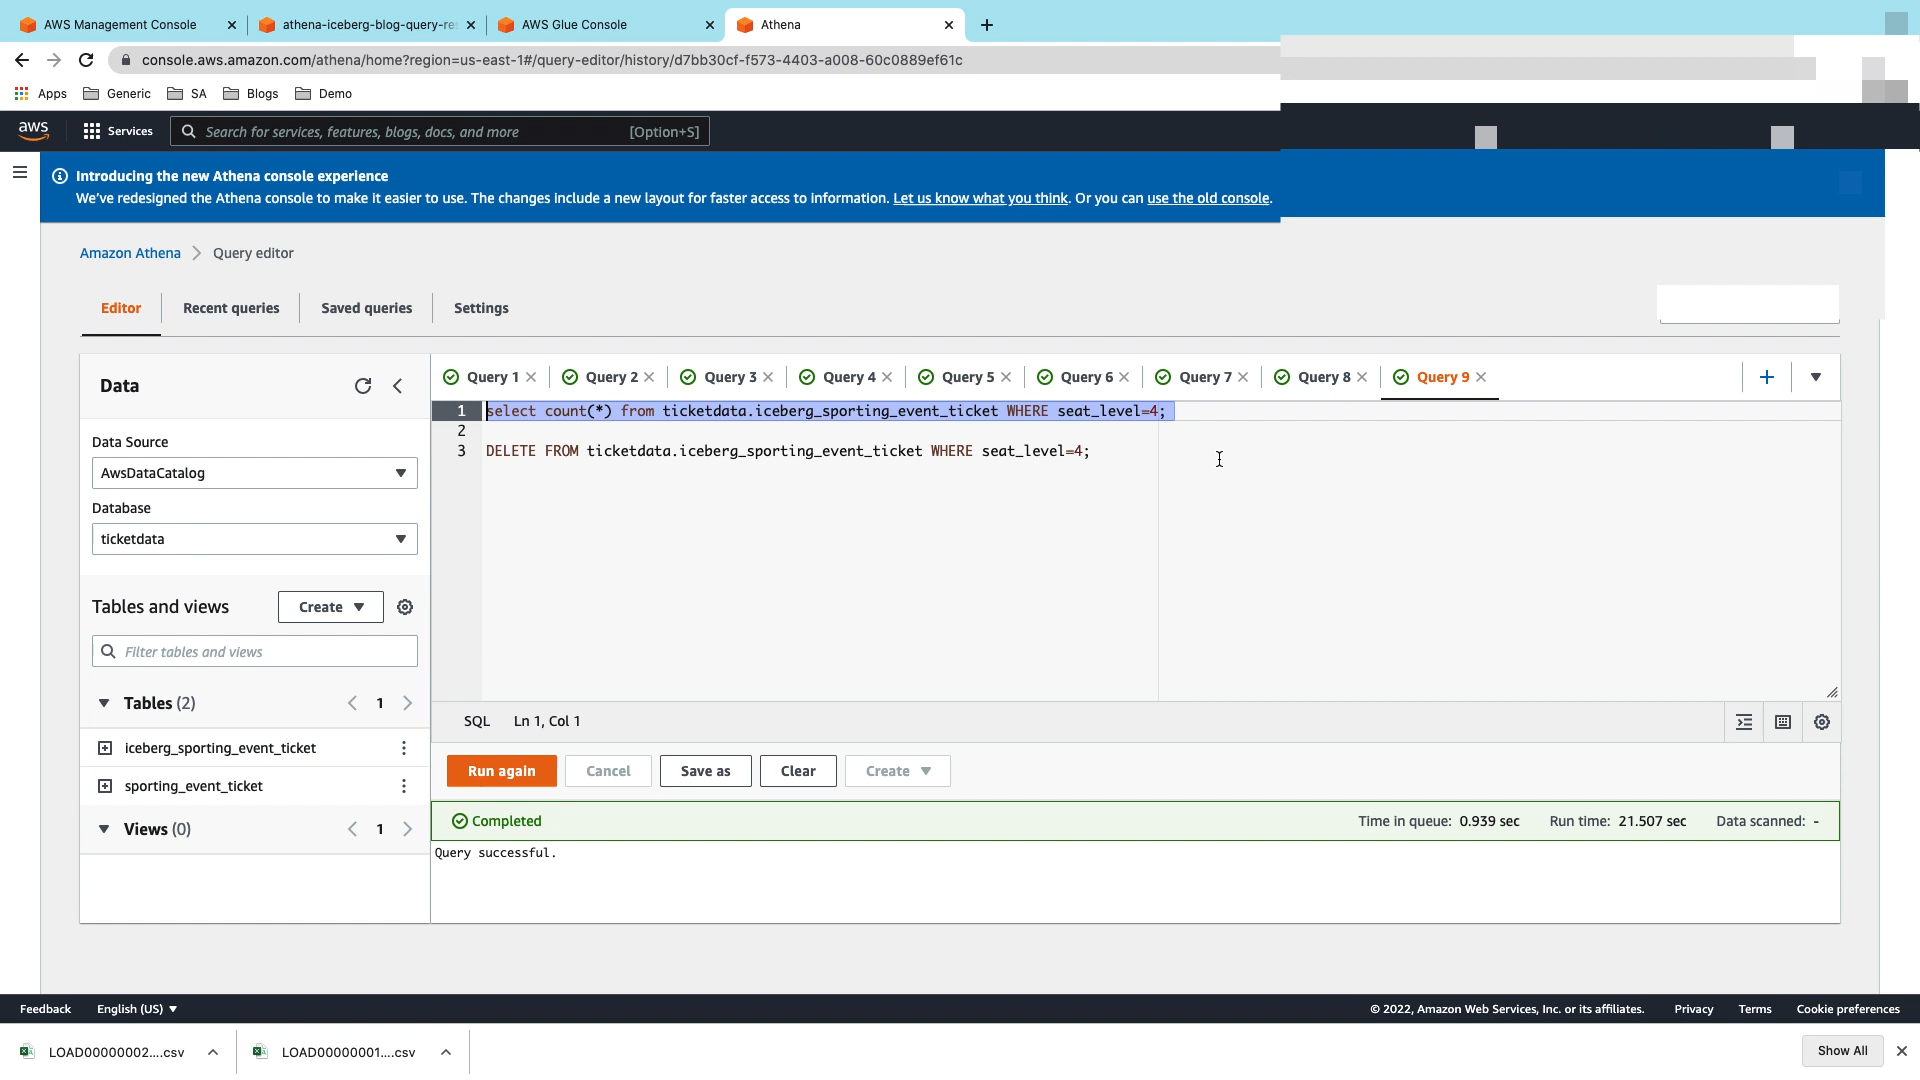 AWS Management Console
athena-iceberg-blog-query-re
AWS Glue Console
Athena
console.aws.amazon.com/athena/home?region=us-east-1#/query-editor/history/d7bb30cf-f573-4403-a008-60c0889ef61c
Apps Generic SA Blogs Demo
aws Services Search for services, features, blogs, docs, and more [Option+S]
Introducing the new Athena console experience
We've redesigned the Athena console to make it easier to use. The changes include a new layout for faster access to information. Let us know what you think. Or you can use the old console.
Amazon Athena Query editor
Editor Recent queries Saved queries Settings
Data
Data Source
AwsDataCatalog
Database
ticketdata
Tables and views Create
Filter tables and views
Tables (2) 1
iceberg_sporting_event_ticket
sporting_event_ticket
Views (0) 1
Query 1 Query 2 Query 3 Query 4 Query 5 Query 6 Query 7 Query 8 Query 9
1 select count(*) from ticketdata.iceberg_sporting_event_ticket WHERE seat_level=4;
2
3 DELETE FROM ticketdata.iceberg_sporting_event_ticket WHERE seat_level=4;
SQL Ln 1, Col 1
Run again Cancel Save as Clear Create
Completed Time in queue: 0.939 sec Run time: 21.507 sec Data scanned: -
Query successful.
Feedback English (US) © 2022, Amazon Web Services, Inc. or its affiliates. Privacy Terms Cookie preferences
LOAD00000002....csv LOAD00000001....csv Show All